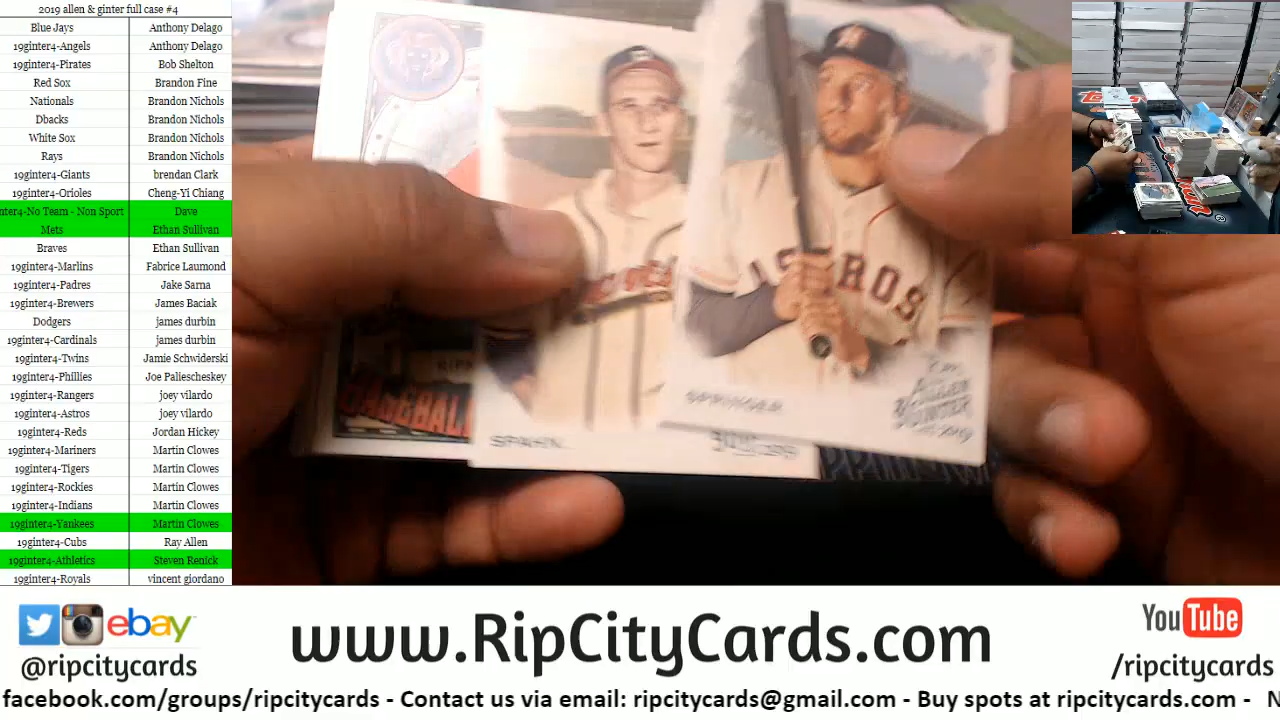 2019 allen & ginter full case #4
Blue Jays Anthony Delago
19ginter4-Angels Anthony Delago
19ginter4-Pirates Bob Shelton
Red Sox Brandon Fine
Nationals Brandon Nichols
Dbacks Brandon Nichols
White Sox Brandon Nichols
Rays Brandon Nichols
19ginter4-Giants brendan Clark
19ginter4-Orioles Cheng-Yi Chiang
nter4-No Team - Non Sport Dave
Mets Ethan Sullivan
Braves Ethan Sullivan
19ginter4-Marlins Fabrice Laumond
19ginter4-Padres Jake Sarna
19ginter4-Brewers James Baciak
Dodgers james durbin
19ginter4-Cardinals james durbin
19ginter4-Twins Jamie Schwiderski
19ginter4-Phillies Joe Paliescheskey
19ginter4-Rangers joey vilardo
19ginter4-Astros joey vilardo
19ginter4-Reds Jordan Hickey
19ginter4-Mariners Martin Clowes
19ginter4-Tigers Martin Clowes
19ginter4-Rockies Martin Clowes
19ginter4-Indians Martin Clowes
19ginter4-Yankees Martin Clowes
19ginter4-Cubs Ray Allen
19ginter4-Athletics Steven Renick
19ginter4-Royals vincent giordano
ASTROS
SPRINGER
SPAHN
BASEBALL
ebay
@ripcitycards
www.RipCityCards.com
YouTube
/ripcitycards
facebook.com/groups/ripcitycards - Contact us via email: ripcitycards@gmail.com - Buy spots at ripcitycards.com - N